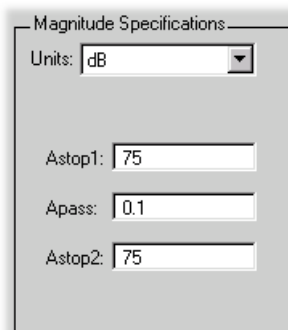 Magnitude Specifications
Units: dB
Astop1: 75
Apass: 0.1
Astop2: 75